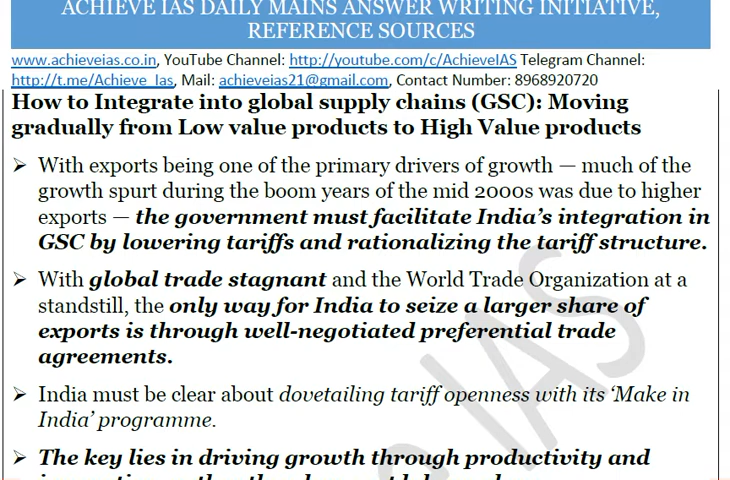 ACHIEVE IAS DAILY MAINS ANSWER WRITING INITIATIVE,
REFERENCE SOURCES
www.achieveias.co.in, YouTube Channel: http://youtube.com/c/AchieveIAS Telegram Channel:
http://t.me/Achieve_Ias, Mail: achieveias21@gmail.com, Contact Number: 8968920720
How to Integrate into global supply chains (GSC): Moving
gradually from Low value products to High Value products
➢ With exports being one of the primary drivers of growth — much of the
growth spurt during the boom years of the mid 2000s was due to higher
exports — the government must facilitate India's integration in
GSC by lowering tariffs and rationalizing the tariff structure.
➢ With global trade stagnant and the World Trade Organization at a
standstill, the only way for India to seize a larger share of
exports is through well-negotiated preferential trade
agreements.
➢ India must be clear about dovetailing tariff openness with its 'Make in
India' programme.
➢ The key lies in driving growth through productivity and
IAS